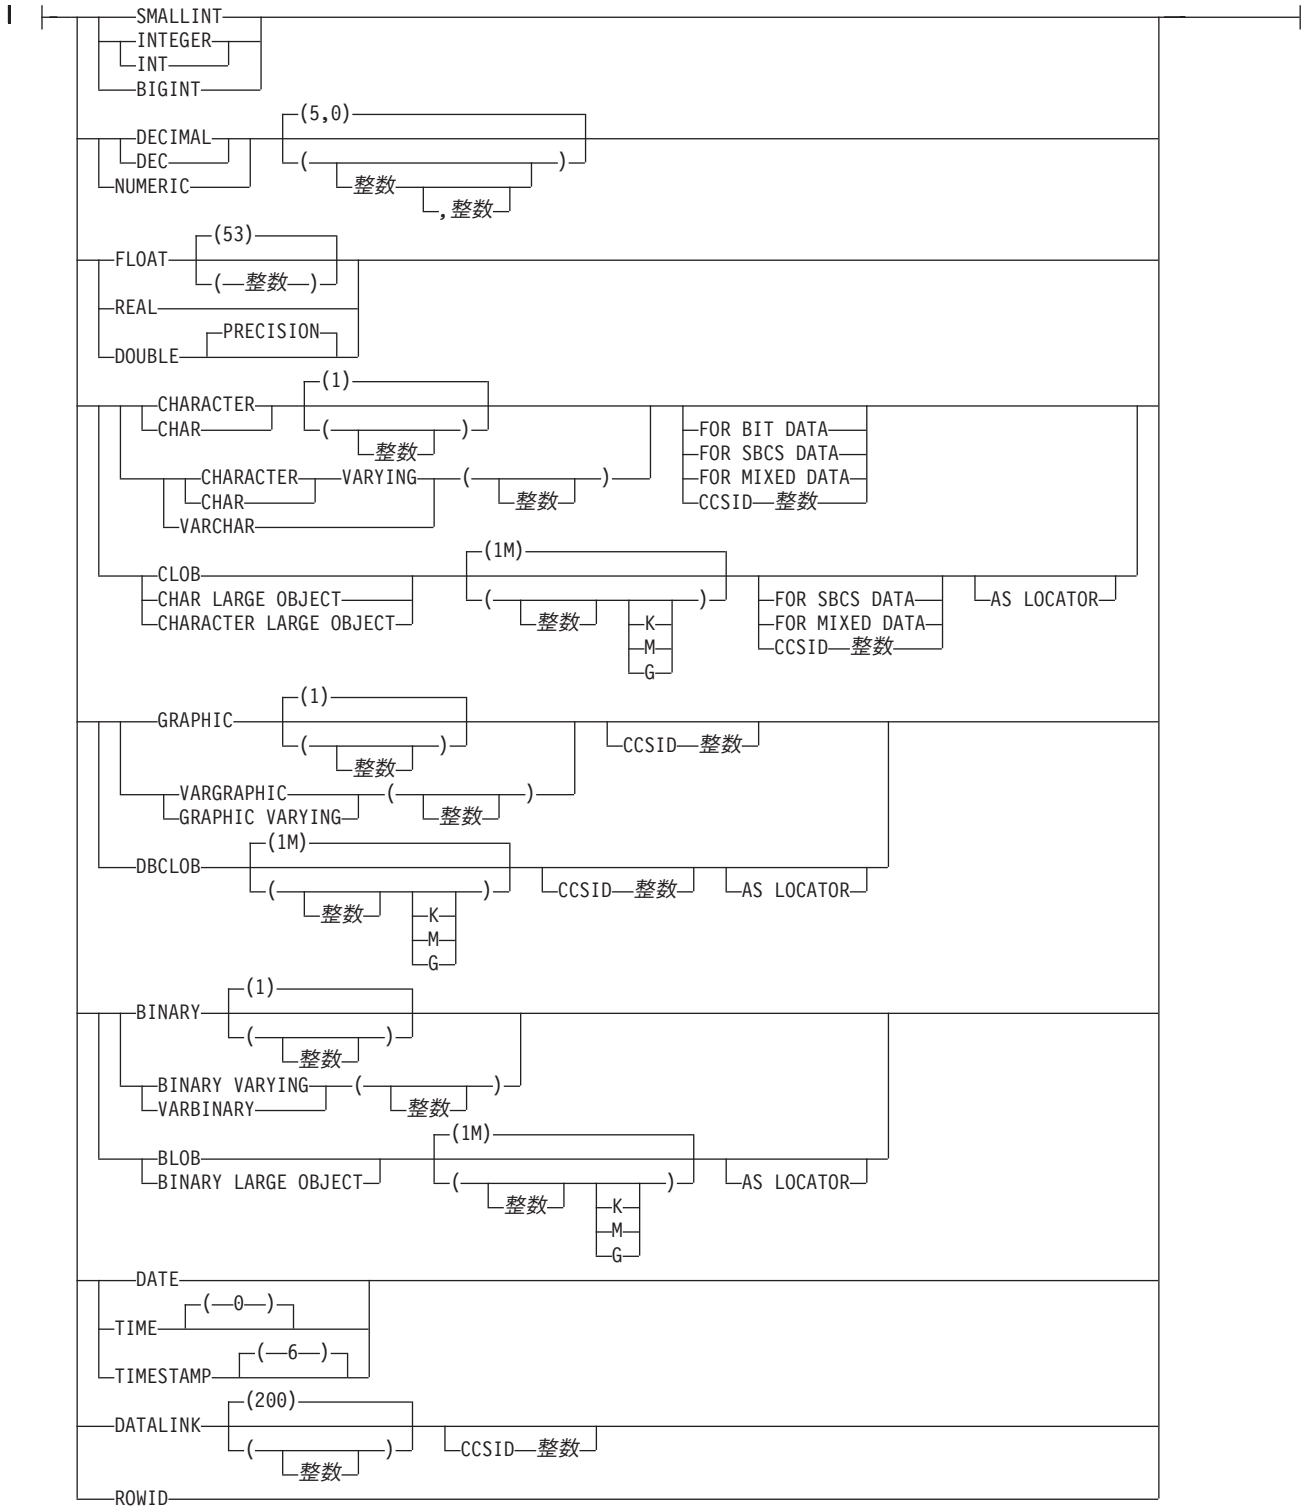 SMALLINT
INTEGER
INT
BIGINT
(5,0)
DECIMAL
DEC ( )
NUMERIC 整数
,整数
(53)
FLOAT
( 整数 )
REAL
PRECISION
DOUBLE
(1)
CHARACTER
CHAR ( ) FOR BIT DATA
整数 FOR SBCS DATA
CHARACTER VARYING ( ) FOR MIXED DATA
CHAR 整数 CCSID 整数
VARCHAR
(1M)
CLOB
CHAR LARGE OBJECT ( ) FOR SBCS DATA AS LOCATOR
CHARACTER LARGE OBJECT 整数 K FOR MIXED DATA
M CCSID 整数
G
(1)
GRAPHIC
( ) CCSID 整数
整数
VARGRAPHIC ( )
GRAPHIC VARYING 整数
(1M)
DBCLOB
( ) CCSID 整数 AS LOCATOR
整数 K
M
G
(1)
BINARY
( )
整数
BINARY VARYING ( )
VARBINARY 整数
(1M)
BLOB
BINARY LARGE OBJECT ( ) AS LOCATOR
整数 K
M
G
DATE
( 0 )
TIME
( 6 )
TIMESTAMP
(200)
DATALINK
( ) CCSID 整数
整数
ROWID